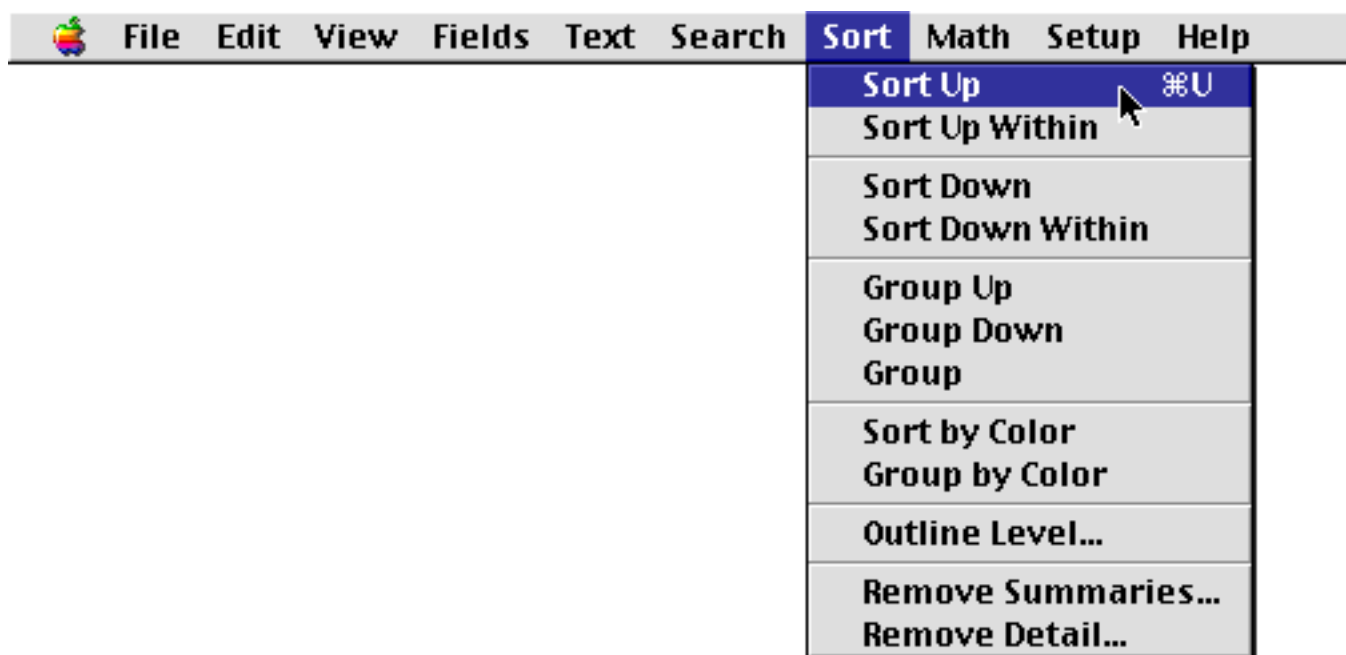 File Edit View Fields Text Search Sort Math Setup Help
Sort Up ⌘U
Sort Up Within
Sort Down
Sort Down Within
Group Up
Group Down
Group
Sort by Color
Group by Color
Outline Level...
Remove Summaries...
Remove Detail...